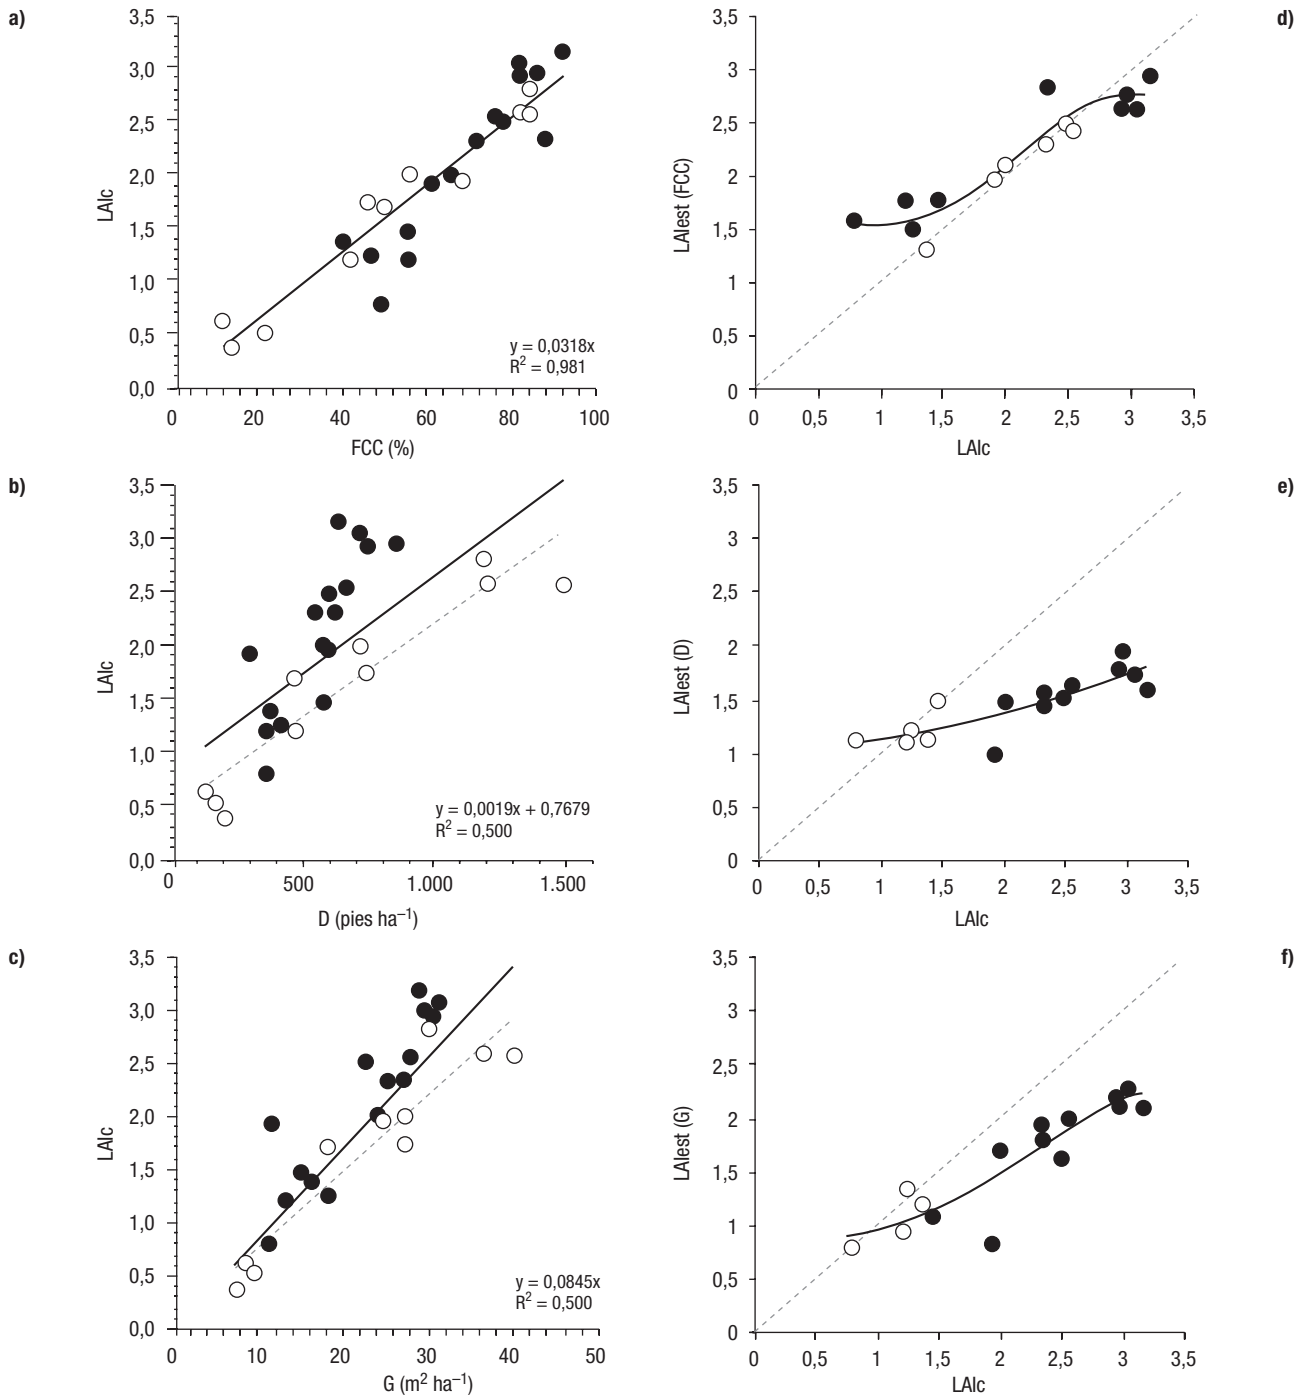 a)
3,5
3,0
2,5
2,0
1,5
1,0
0,5
0,0
LAIc
y = 0,0318x
R² = 0,981
0 20 40 60 80 100
FCC (%)
d)
3,5
3
2,5
2
1,5
1
0,5
0
LAIest (FCC)
0 0,5 1 1,5 2 2,5 3 3,5
LAIc
b)
3,5
3,0
2,5
2,0
1,5
1,0
0,5
0,0
LAIc
y = 0,0019x + 0,7679
R² = 0,500
0 500 1.000 1.500
D (pies ha⁻¹)
e)
3,5
3
2,5
2
1,5
1
0,5
0
LAIest (D)
0 0,5 1 1,5 2 2,5 3 3,5
LAIc
c)
3,5
3,0
2,5
2,0
1,5
1,0
0,5
0,0
LAIc
y = 0,0845x
R² = 0,500
0 10 20 30 40 50
G (m² ha⁻¹)
f)
3,5
3
2,5
2
1,5
1
0,5
0
LAIest (G)
0 0,5 1 1,5 2 2,5 3 3,5
LAIc